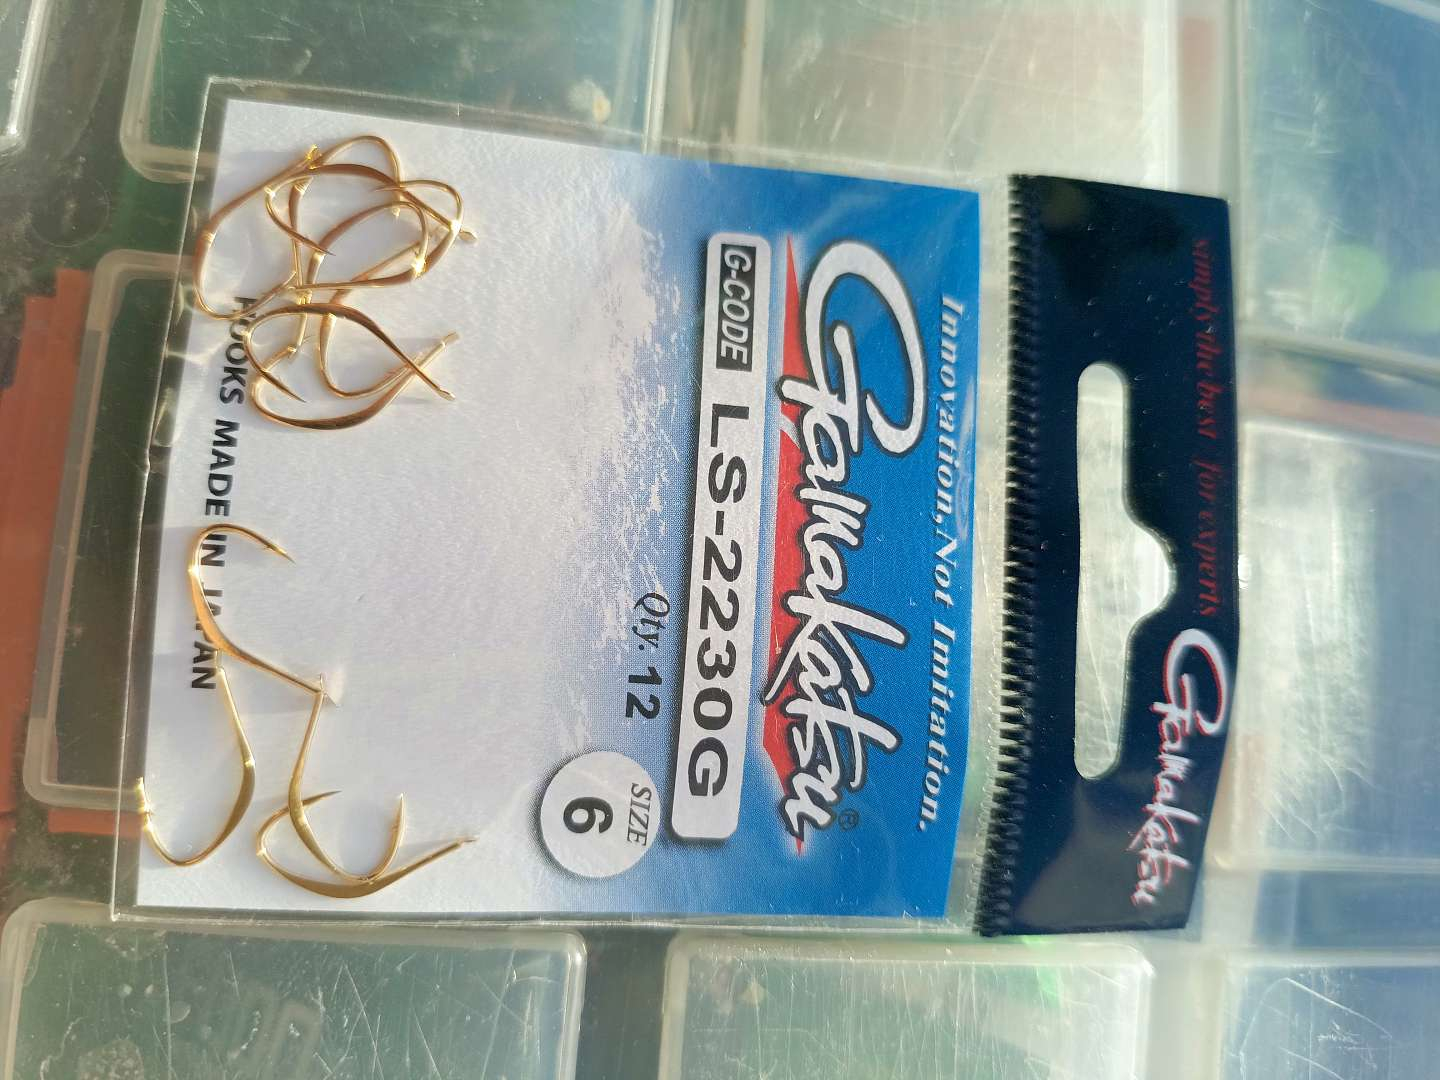 simply the best for experts
Gamakatsu
Innovation,Not Imitation.
Gamakatsu®
G-CODE LS-2230G
Qty. 12
SIZE
6
HOOKS MADE IN JAPAN